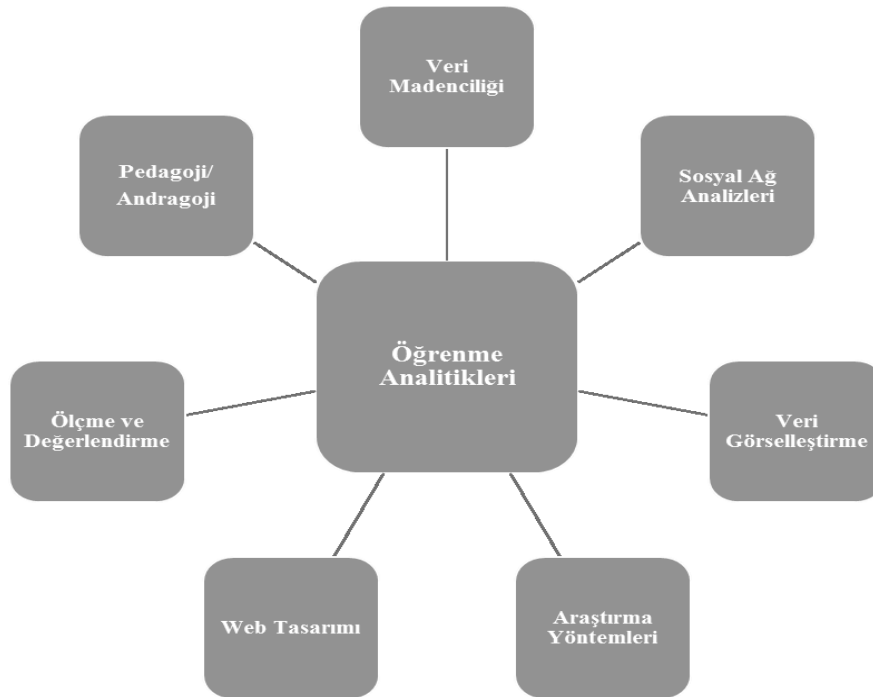 Veri
Madenciliği
Pedagoji/
Andragoji
Sosyal Ağ
Analizleri
Öğrenme
Analitikleri
Ölçme ve
Değerlendirme
Veri
Görselleştirme
Web Tasarımı
Araştırma
Yöntemleri